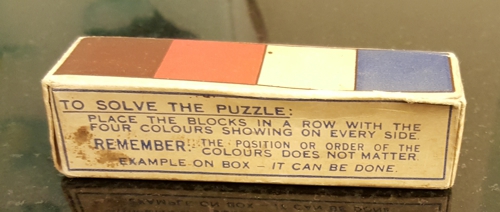 TO SOLVE THE PUZZLE:
PLACE THE BLOCKS IN A ROW WITH THE
FOUR COLOURS SHOWING ON EVERY SIDE.
REMEMBER: THE POSITION OR ORDER OF THE
COLOURS DOES NOT MATTER.
EXAMPLE ON BOX - IT CAN BE DONE.